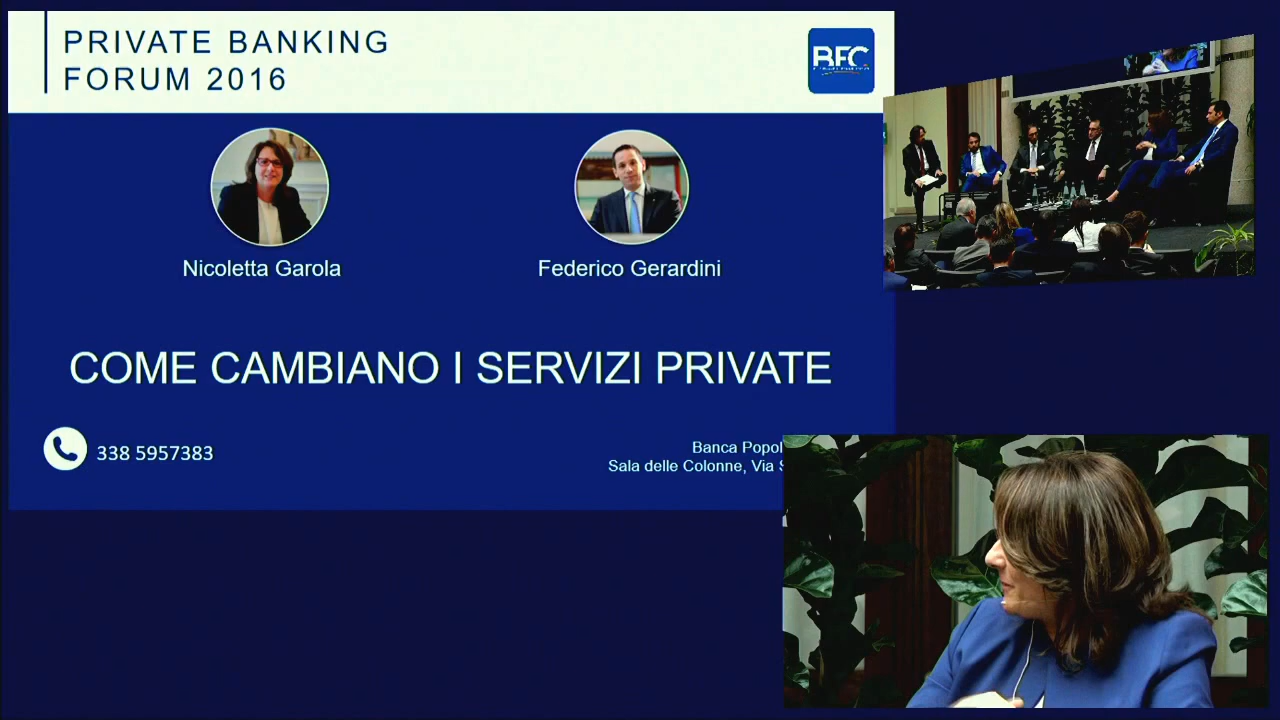 PRIVATE BANKING
FORUM 2016
BFC
Nicoletta Garola
Federico Gerardini
COME CAMBIANO I SERVIZI PRIVATE
338 5957383
Banca Popol
Sala delle Colonne, Via S